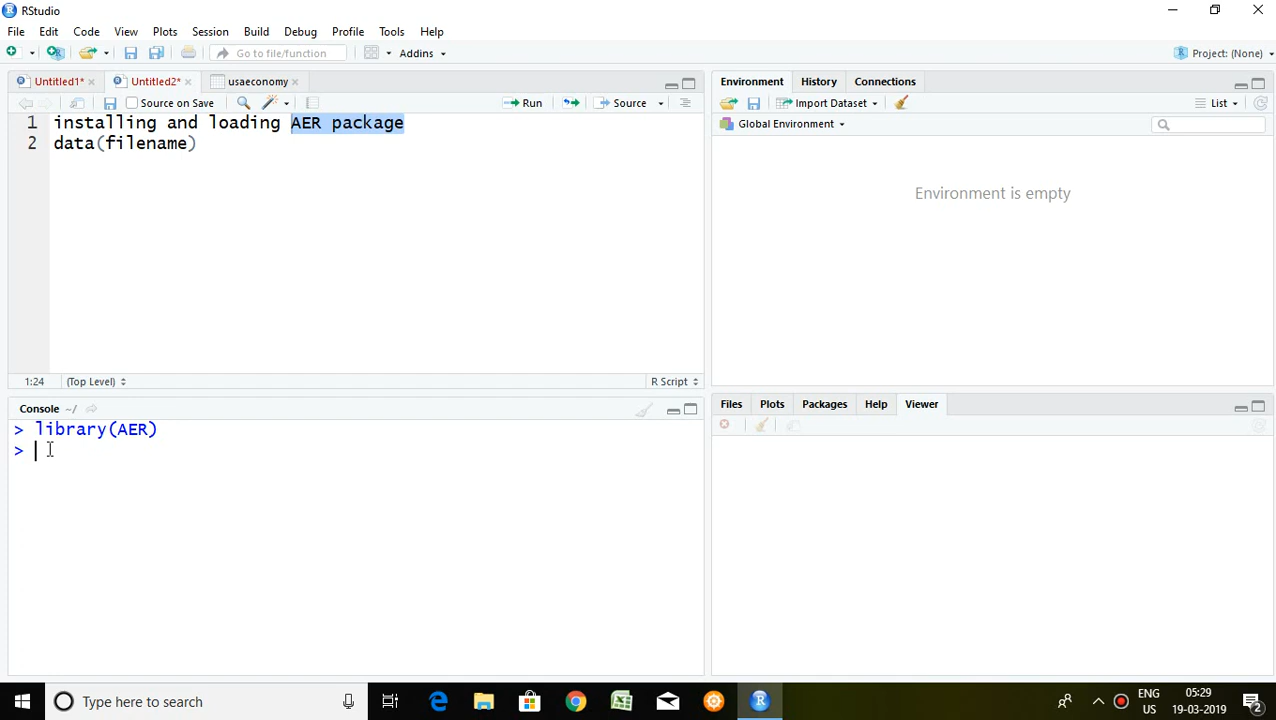 RStudio
File Edit Code View Plots Session Build Debug Profile Tools Help
Go to file/function Addins Project: (None)
Untitled1* Untitled2* usaeconomy
Source on Save Run Source
1 installing and loading AER package
2 data(filename)
1:24 (Top Level) R Script
Console ~/
> library(AER)
>
Environment History Connections
Import Dataset List
Global Environment
Environment is empty
Files Plots Packages Help Viewer
Type here to search
ENG
US
05:29
19-03-2019
2